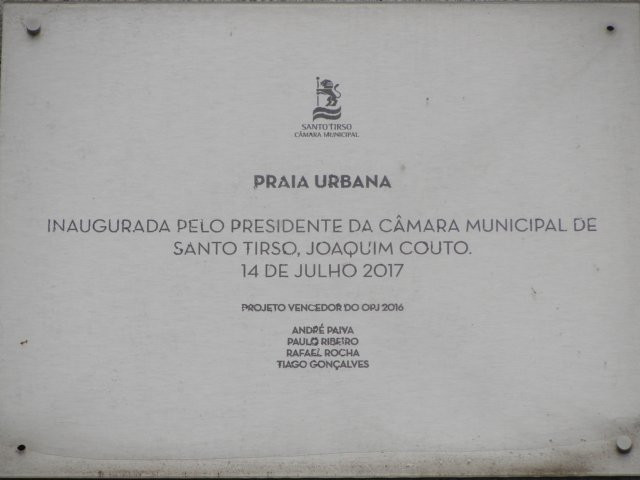 SANTO TIRSO
CÂMARA MUNICIPAL
PRAIA URBANA
INAUGURADA PELO PRESIDENTE DA CÂMARA MUNICIPAL DE
SANTO TIRSO, JOAQUIM COUTO.
14 DE JULHO 2017
PROJETO VENCEDOR DO OPJ 2016
ANDRÉ PAIVA
PAULO RIBEIRO
RAFAEL ROCHA
TIAGO GONÇALVES